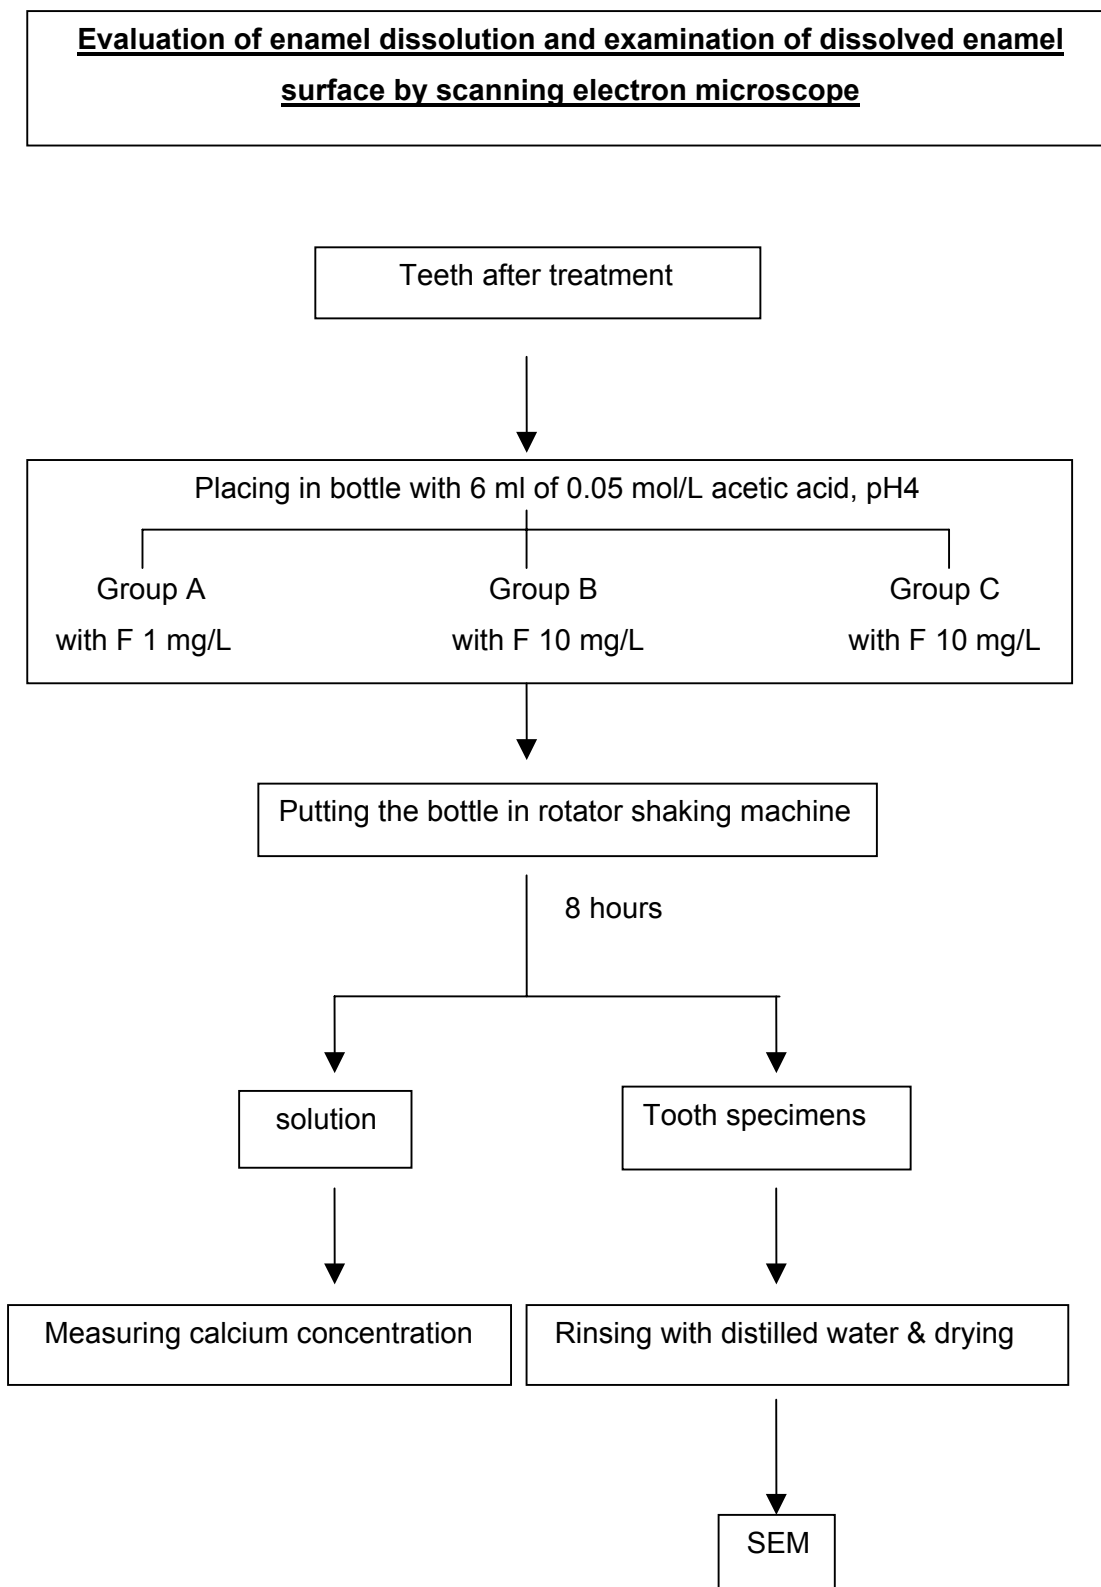 Evaluation of enamel dissolution and examination of dissolved enamel
surface by scanning electron microscope
Teeth after treatment
Placing in bottle with 6 ml of 0.05 mol/L acetic acid, pH4
Group A
with F 1 mg/L
Group B
with F 10 mg/L
Group C
with F 10 mg/L
Putting the bottle in rotator shaking machine
8 hours
solution
Tooth specimens
Measuring calcium concentration
Rinsing with distilled water & drying
SEM